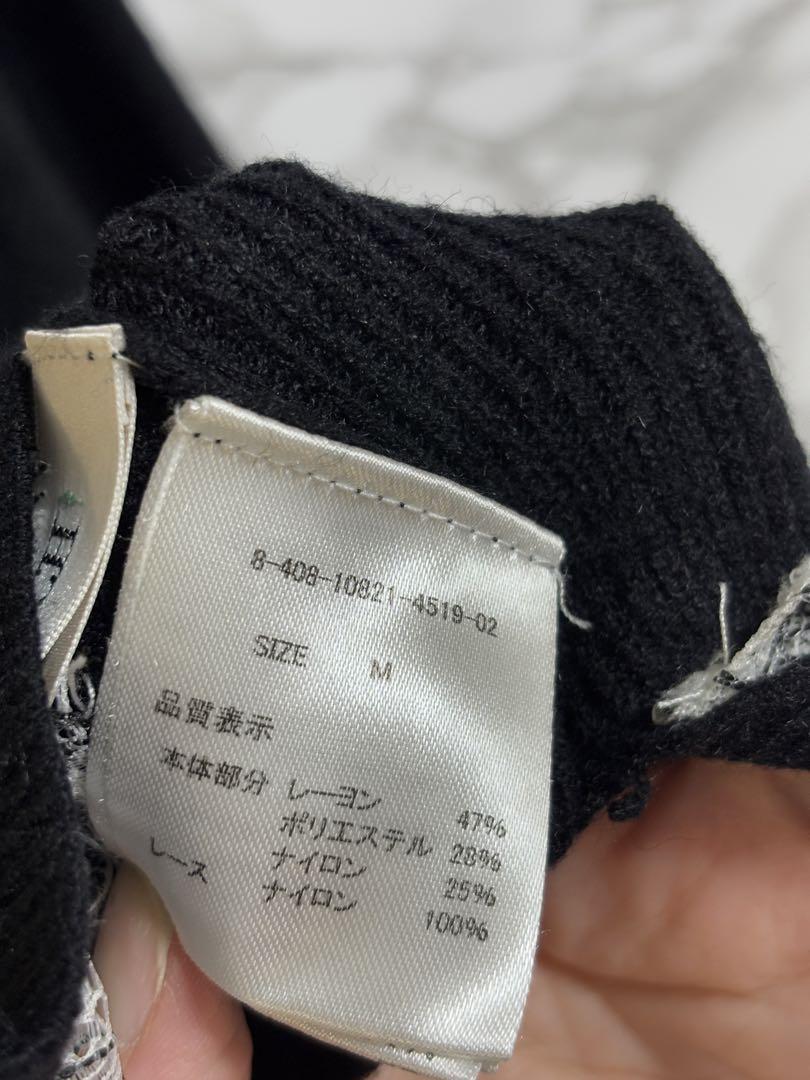 8-408-10821-4519-02
SIZE M
品質表示
本体部分 レーヨン 47%
ポリエステル 28%
ナイロン 25%
レース ナイロン 100%